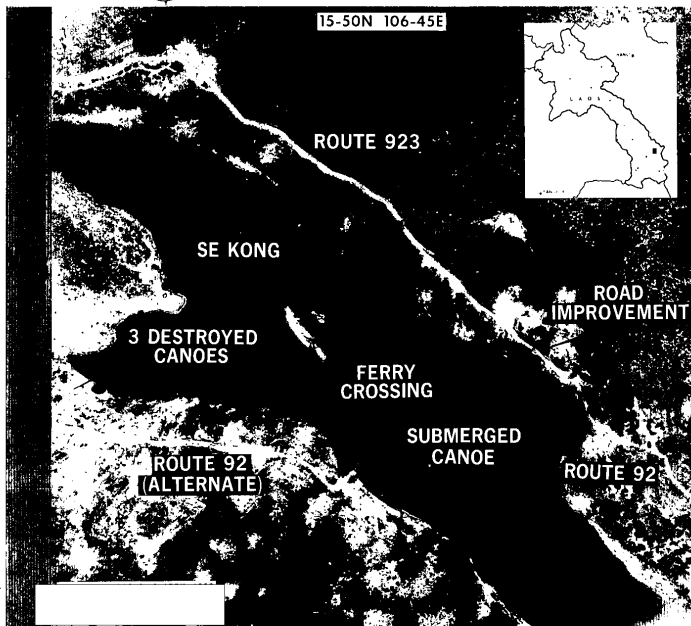 15-50N 106-45E
HANOI
LAOS
ROUTE 923
SE KONG
ROAD
IMPROVEMENT
3 DESTROYED
CANOES
FERRY
CROSSING
SUBMERGED
CANOE
ROUTE 92
(ALTERNATE)
ROUTE 92